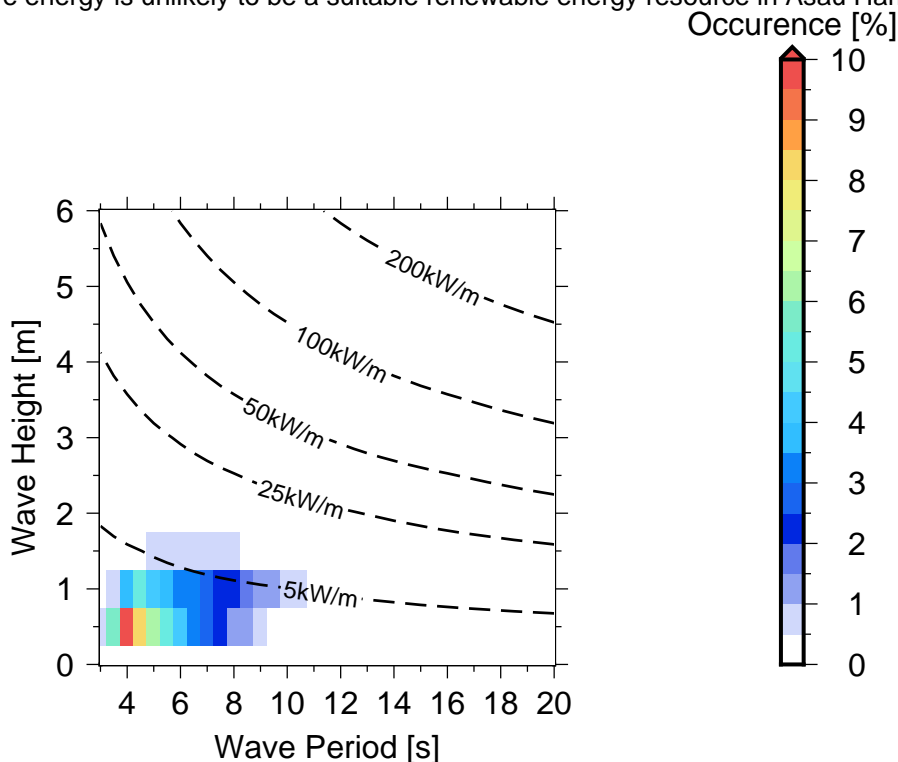 e energy is unlikely to be a suitable renewable energy resource in Asau Har
Occurence [%]
10
9
8
7
6
5
4
3
2
1
0
6
5
4
3
2
1
0
Wave Height [m]
200kW/m
100kW/m
50kW/m
25kW/m
5kW/m
4 6 8 10 12 14 16 18 20
Wave Period [s]